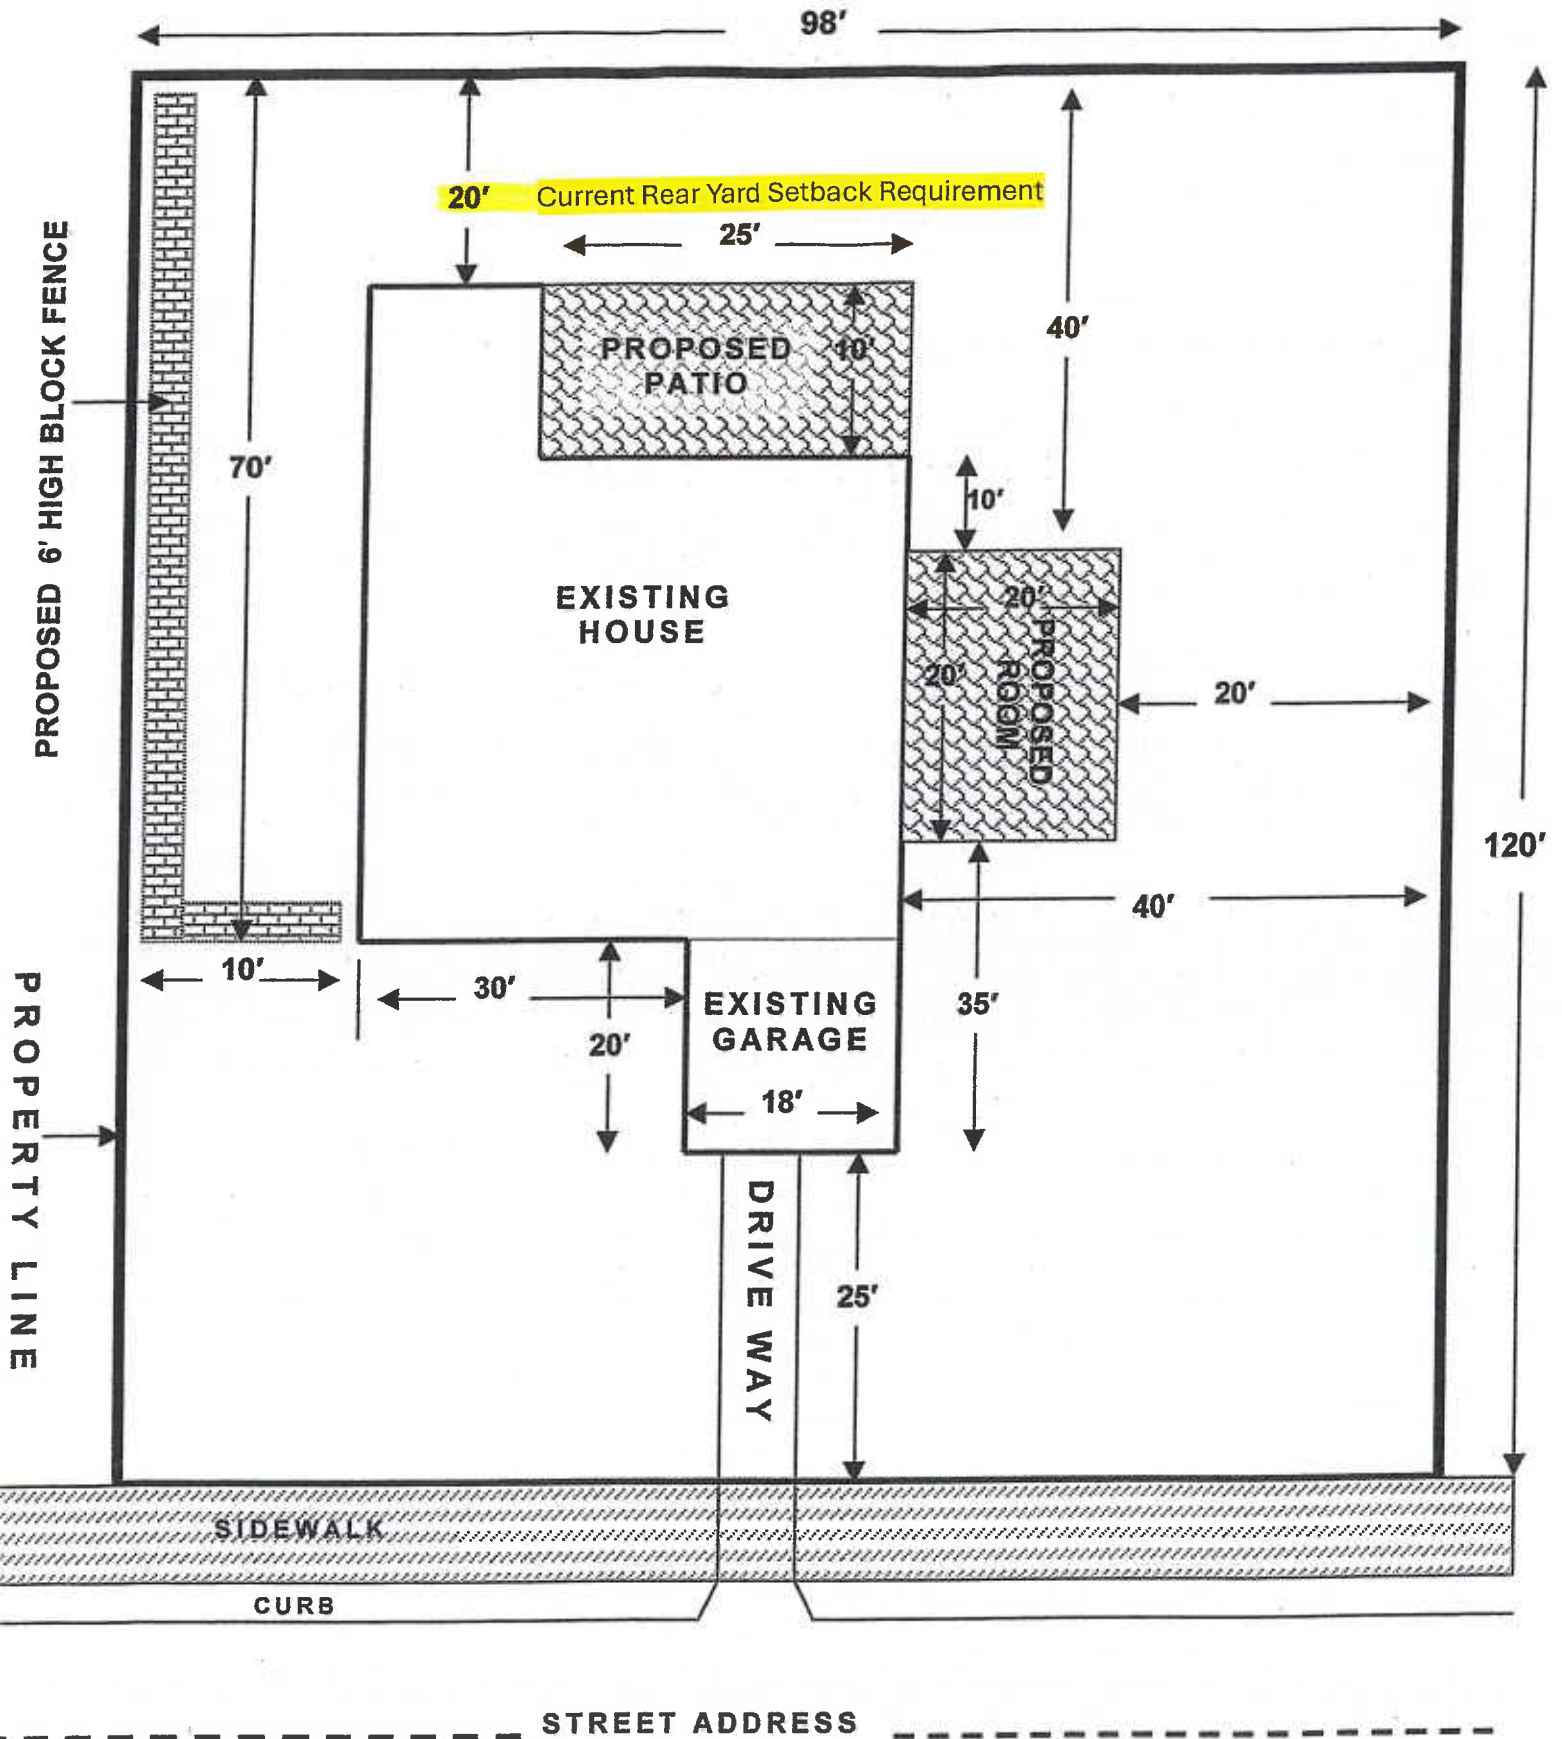 98′
20′ Current Rear Yard Setback Requirement
25′
40′
PROPOSED
PATIO
10′
PROPOSED 6' HIGH BLOCK FENCE
70′
10′
EXISTING
HOUSE
20′
20′
PROPOSED
ROOM
20′
120′
40′
10′
30′
20′
EXISTING
GARAGE
35′
18′
PROPERTY LINE
DRIVE WAY
25′
SIDEWALK
CURB
STREET ADDRESS